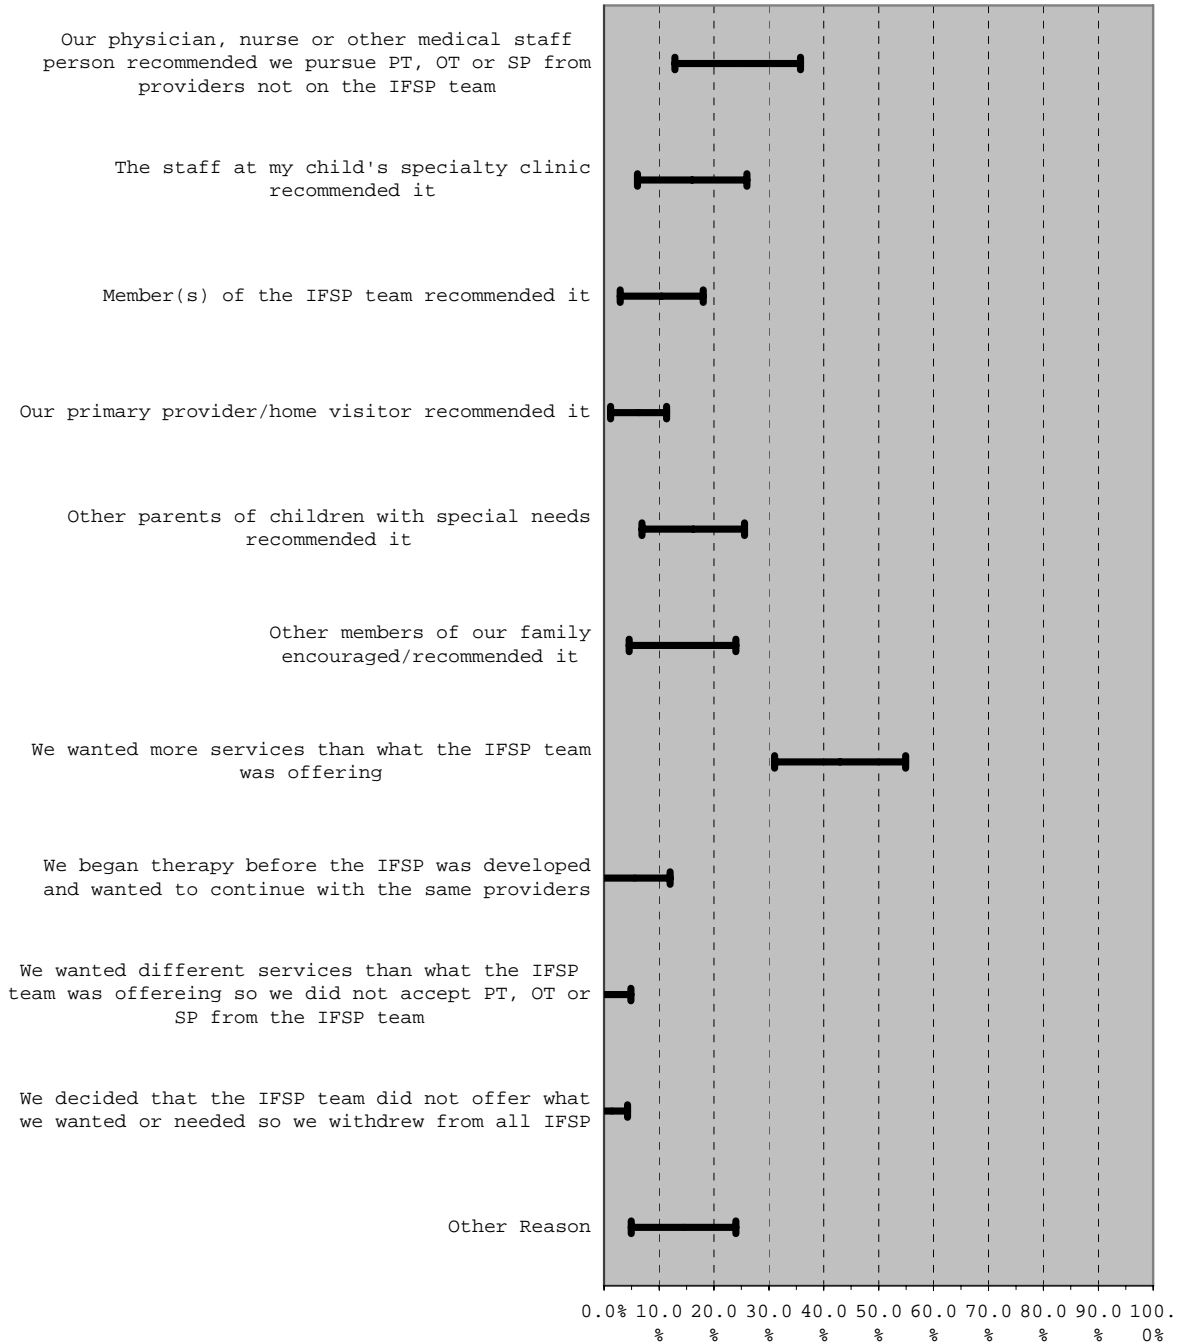 Our physician, nurse or other medical staff
person recommended we pursue PT, OT or SP from
providers not on the IFSP team
The staff at my child's specialty clinic
recommended it
Member(s) of the IFSP team recommended it
Our primary provider/home visitor recommended it
Other parents of children with special needs
recommended it
Other members of our family
encouraged/recommended it
We wanted more services than what the IFSP team
was offering
We began therapy before the IFSP was developed
and wanted to continue with the same providers
We wanted different services than what the IFSP
team was offereing so we did not accept PT, OT or
SP from the IFSP team
We decided that the IFSP team did not offer what
we wanted or needed so we withdrew from all IFSP
Other Reason
0.0% 10.0 20.0 30.0 40.0 50.0 60.0 70.0 80.0 90.0 100.
% % % % % % % % % 0%